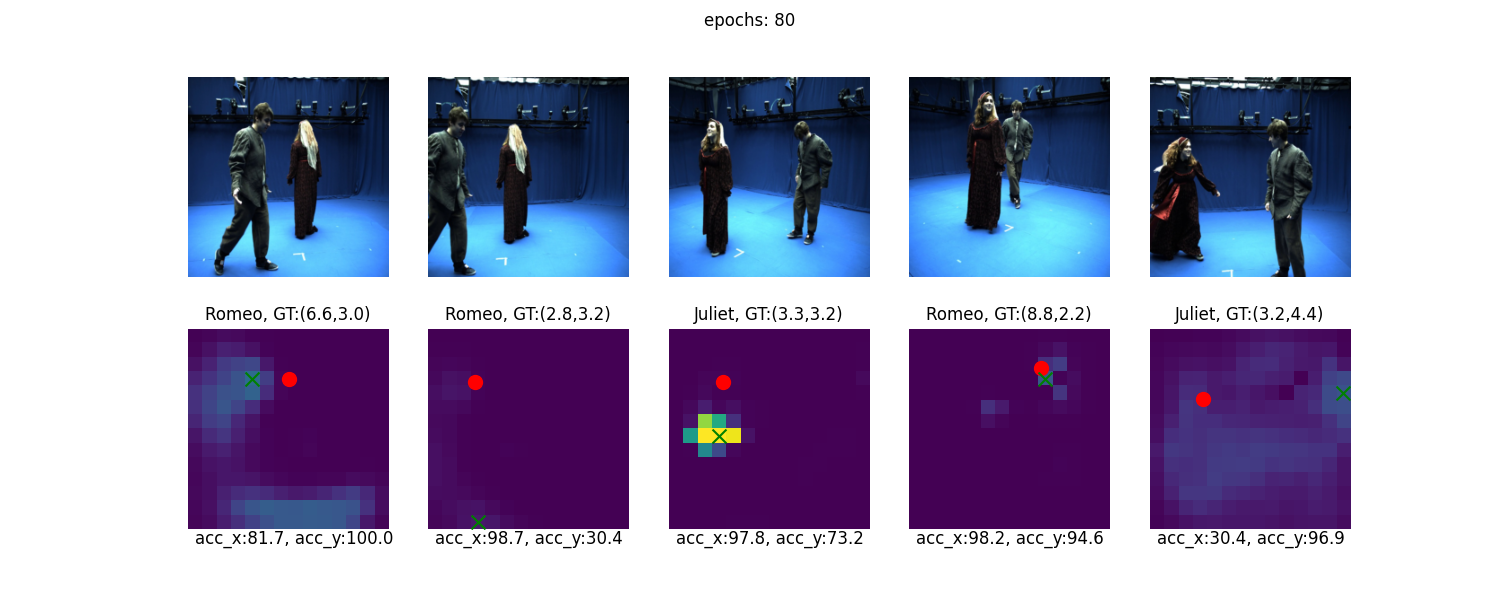 epochs: 80
Romeo, GT:(6.6,3.0)
Romeo, GT:(2.8,3.2)
Juliet, GT:(3.3,3.2)
Romeo, GT:(8.8,2.2)
Juliet, GT:(3.2,4.4)
acc_x:81.7, acc_y:100.0
acc_x:98.7, acc_y:30.4
acc_x:97.8, acc_y:73.2
acc_x:98.2, acc_y:94.6
acc_x:30.4, acc_y:96.9